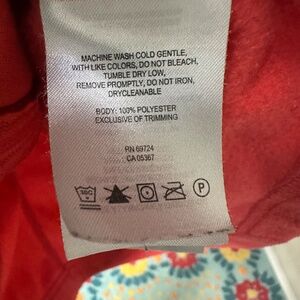 MACHINE WASH COLD GENTLE,
WITH LIKE COLORS, DO NOT BLEACH,
TUMBLE DRY LOW,
REMOVE PROMPTLY, DO NOT IRON,
DRYCLEANABLE
BODY: 100% POLYESTER
EXCLUSIVE OF TRIMMING
RN 69724
CA 05367
30C P